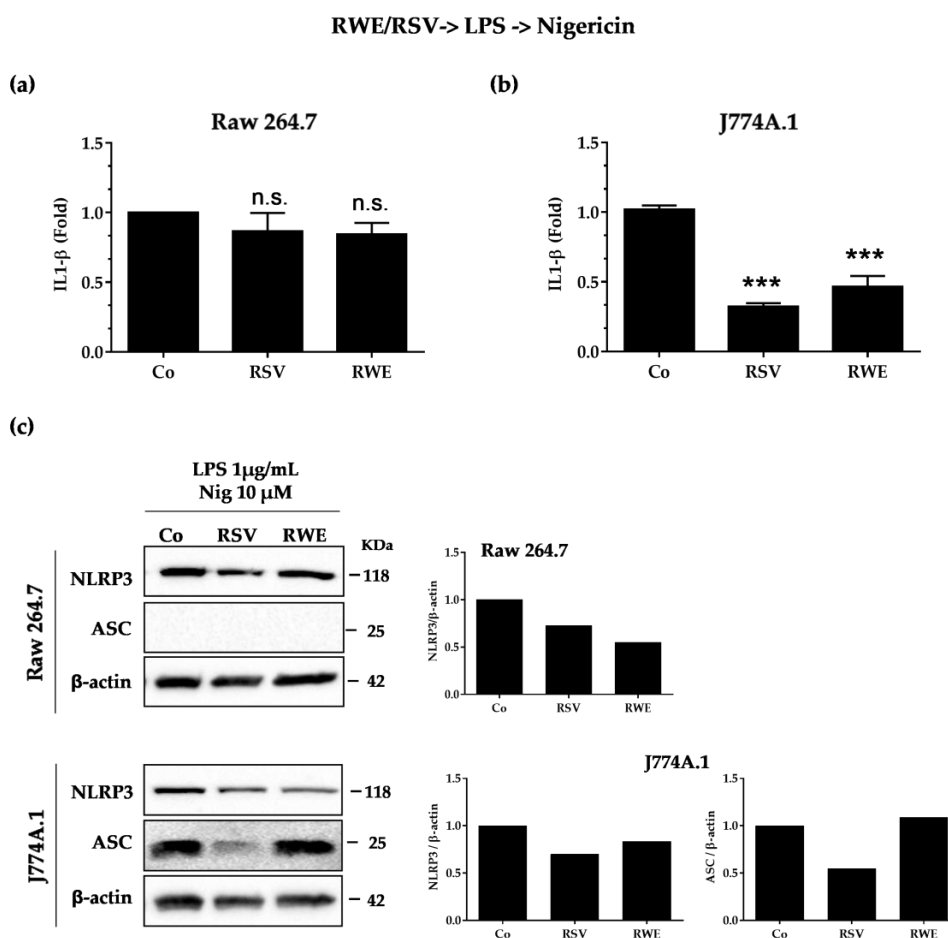 RWE/RSV-> LPS -> Nigericin
(a)
Raw 264.7
IL1-β (Fold)
1.5
1.0
0.5
0.0
n.s.
n.s.
Co RSV RWE
(b)
J774A.1
IL1-β (Fold)
1.5
1.0
0.5
0.0
***
***
Co RSV RWE
(c)
LPS 1µg/mL
Nig 10 µM
Co RSV RWE
KDa
Raw 264.7
NLRP3
118
ASC
25
β-actin
42
Raw 264.7
NLRP3/β-actin
1.5
1.0
0.5
0.0
Co RSV RWE
J774A.1
NLRP3
118
ASC
25
β-actin
42
J774A.1
NLRP3 / β-actin
1.5
1.0
0.5
0.0
Co RSV RWE
ASC / β-actin
1.5
1.0
0.5
0.0
Co RSV RWE